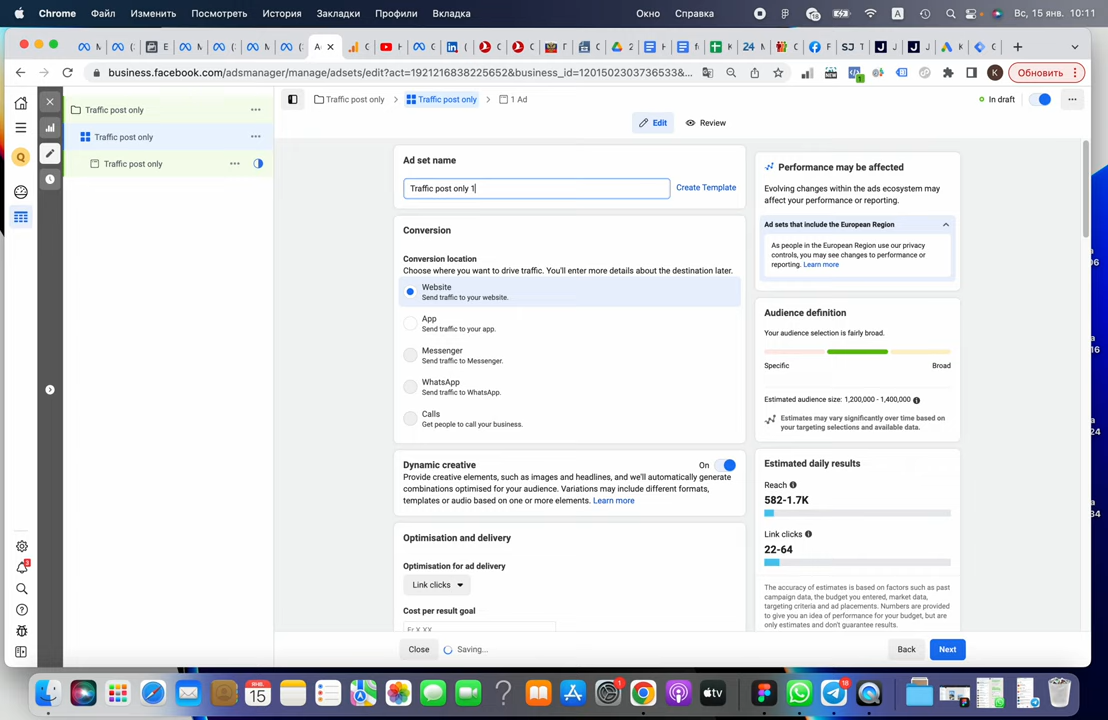 Chrome Файл Изменить Посмотреть История Закладки Профили Вкладка Окно Справка 18 A Вс, 15 янв. 10:11
business.facebook.com/adsmanager/manage/adsets/edit?act=1921216838225652&business_id=1201502303736533&... K Обновить
Traffic post only
Traffic post only
Traffic post only
Traffic post only Traffic post only 1 Ad
In draft
Edit Review
Ad set name
Traffic post only 1
Create Template
Conversion
Conversion location
Choose where you want to drive traffic. You'll enter more details about the destination later.
Website
Send traffic to your website.
App
Send traffic to your app.
Messenger
Send traffic to Messenger.
WhatsApp
Send traffic to WhatsApp.
Calls
Get people to call your business.
Dynamic creative On
Provide creative elements, such as images and headlines, and we'll automatically generate
combinations optimised for your audience. Variations may include different formats,
templates or audio based on one or more elements. Learn more
Optimisation and delivery
Optimisation for ad delivery
Link clicks
Cost per result goal
Fr X.XX
Performance may be affected
Evolving changes within the ads ecosystem may
affect your performance or reporting.
Ad sets that include the European Region
As people in the European Region use our privacy
controls, you may see changes to performance or
reporting. Learn more
Audience definition
Your audience selection is fairly broad.
Specific Broad
Estimated audience size: 1,200,000 - 1,400,000
Estimates may vary significantly over time based on
your targeting selections and available data.
Estimated daily results
Reach
582-1.7K
Link clicks
22-64
The accuracy of estimates is based on factors such as past
campaign data, the budget you entered, market data,
targeting criteria and ad placements. Numbers are provided
to give you an idea of performance for your budget, but are
only estimates and don't guarantee results.
Close Saving... Back Next